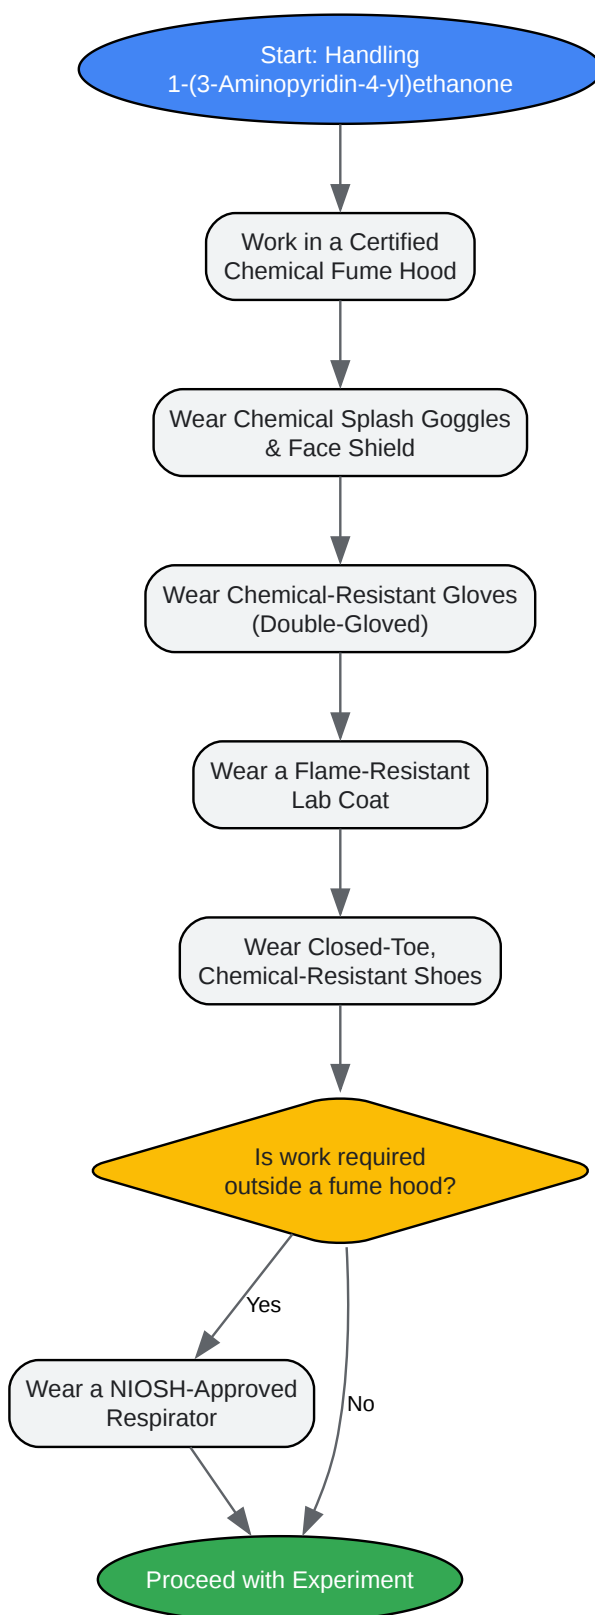 Start: Handling
1-(3-Aminopyridin-4-yl)ethanone
Work in a Certified
Chemical Fume Hood
Wear Chemical Splash Goggles
& Face Shield
Wear Chemical-Resistant Gloves
(Double-Gloved)
Wear a Flame-Resistant
Lab Coat
Wear Closed-Toe,
Chemical-Resistant Shoes
Is work required
outside a fume hood?
Yes
Wear a NIOSH-Approved
Respirator
No
Proceed with Experiment